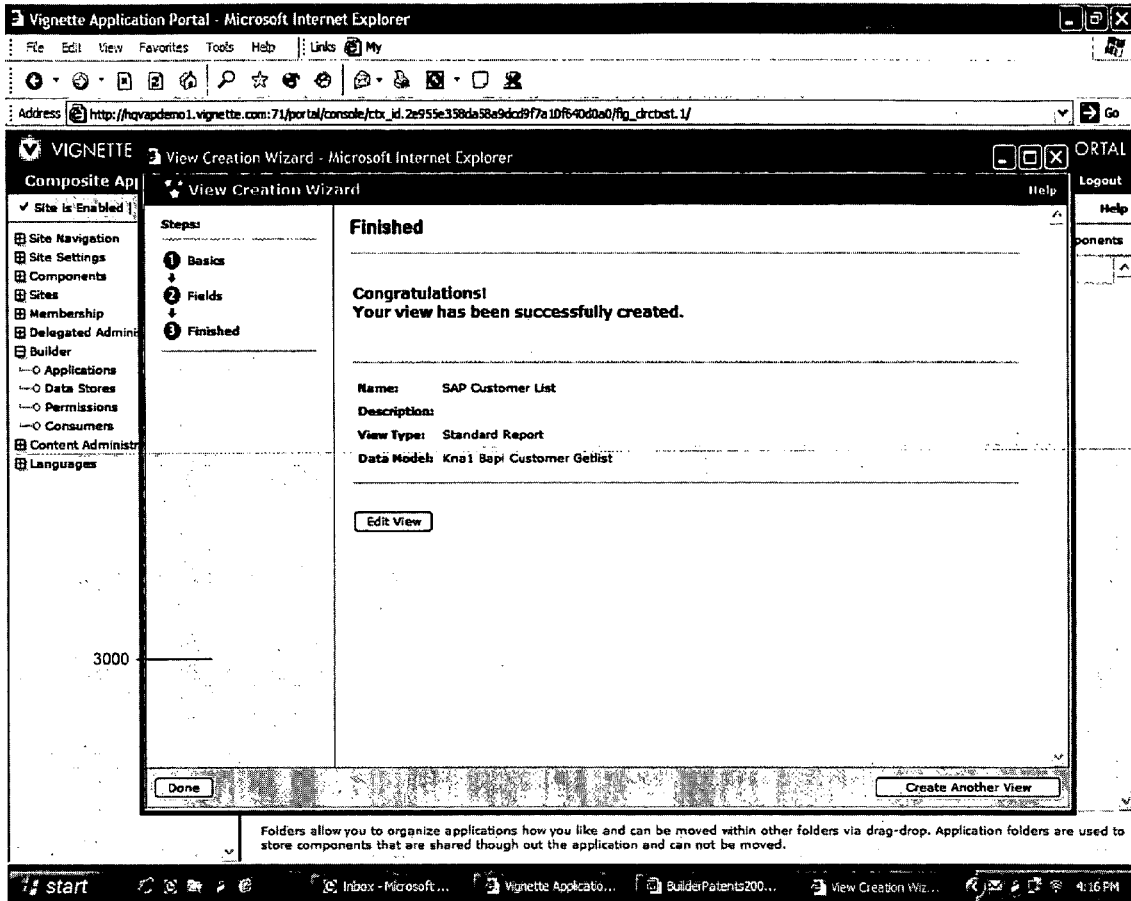 Vignette Application Portal - Microsoft Internet Explorer
File Edit View Favorites Tools Help Links My
Address http://hqvapdemo1.vignette.com:71/portal/console/ctx_id.2e955e358da58a9dcd9f7a10f640d0a0/flg_drctxst.1/ Go
VIGNETTE ORTAL
View Creation Wizard - Microsoft Internet Explorer
Composite App Logout
View Creation Wizard Help
✓ Site is Enabled | Help
ponents
Site Navigation
Site Settings
Components
Sites
Membership
Delegated Admini
Builder
Applications
Data Stores
Permissions
Consumers
Content Administr
Languages
Steps:
1 Basics
2 Fields
3 Finished
Finished
Congratulations!
Your view has been successfully created.
Name: SAP Customer List
Description:
View Type: Standard Report
Data Model: Kna1 Bapi Customer Getlist
Edit View
3000
Done Create Another View
Folders allow you to organize applications how you like and can be moved within other folders via drag-drop. Application folders are used to
store components that are shared though out the application and can not be moved.
start Inbox - Microsoft ... Vignette Applicatio... BuilderPatents200... View Creation Wiz... 4:16 PM